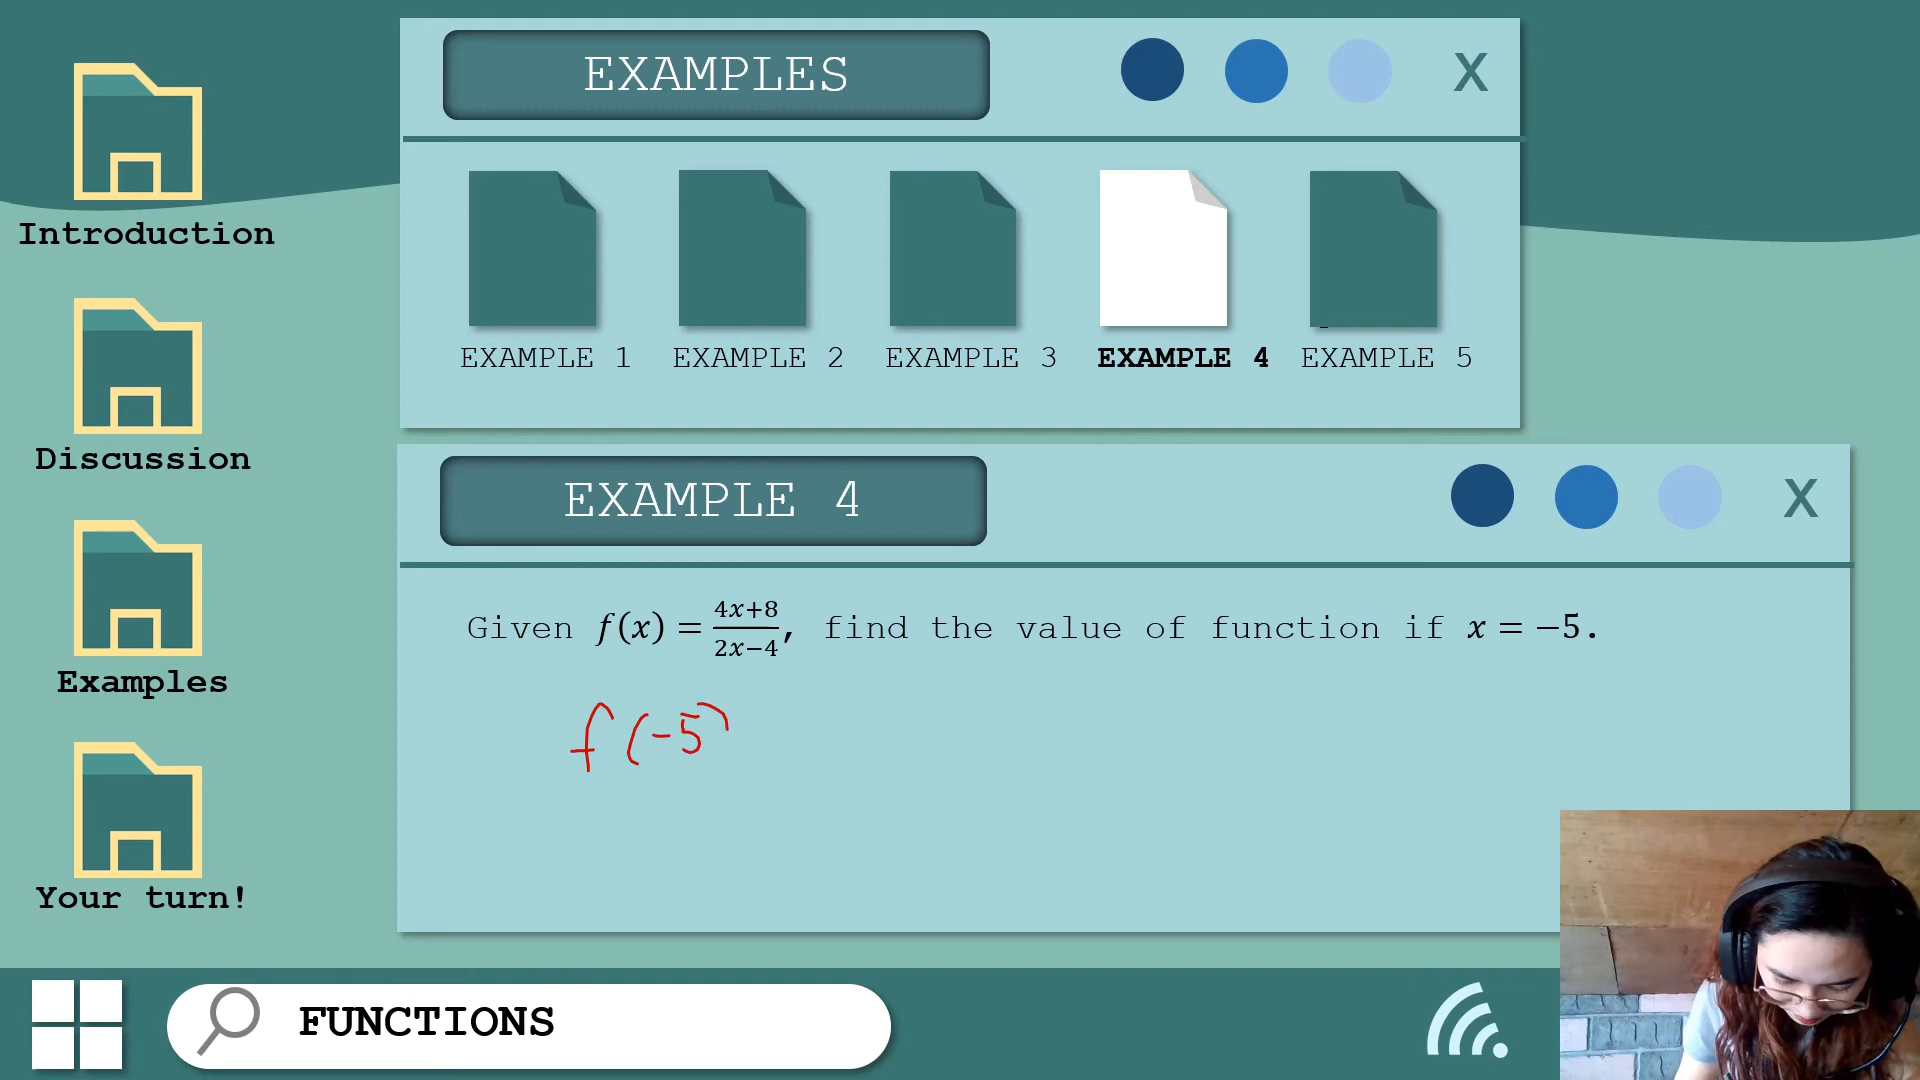 EXAMPLES
X
EXAMPLE 1
EXAMPLE 2
EXAMPLE 3
EXAMPLE 4
EXAMPLE 5
Introduction
Discussion
Examples
Your turn!
EXAMPLE 4
X
Given f(x) = \frac{4x+8}{2x-4}, find the value of function if x = −5.
f(-5)
FUNCTIONS